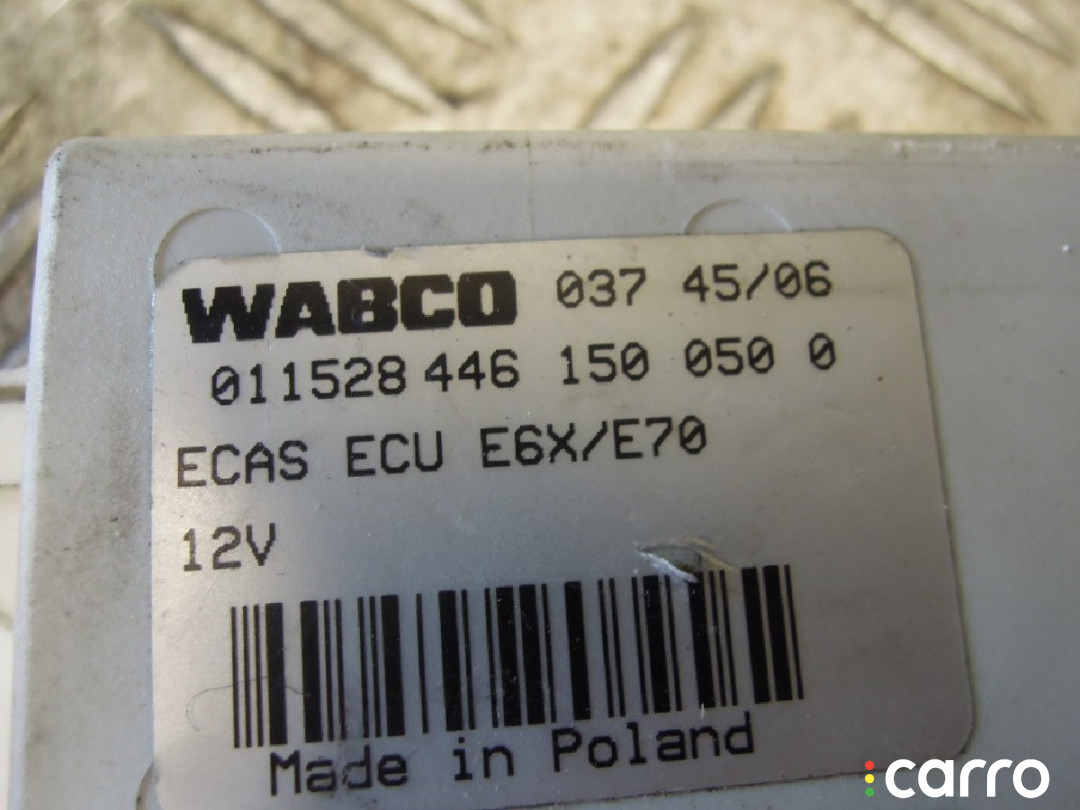 WABCO 037 45/06
011528 446 150 050 0
ECAS ECU E6X/E70
12V
Made in Poland
carro